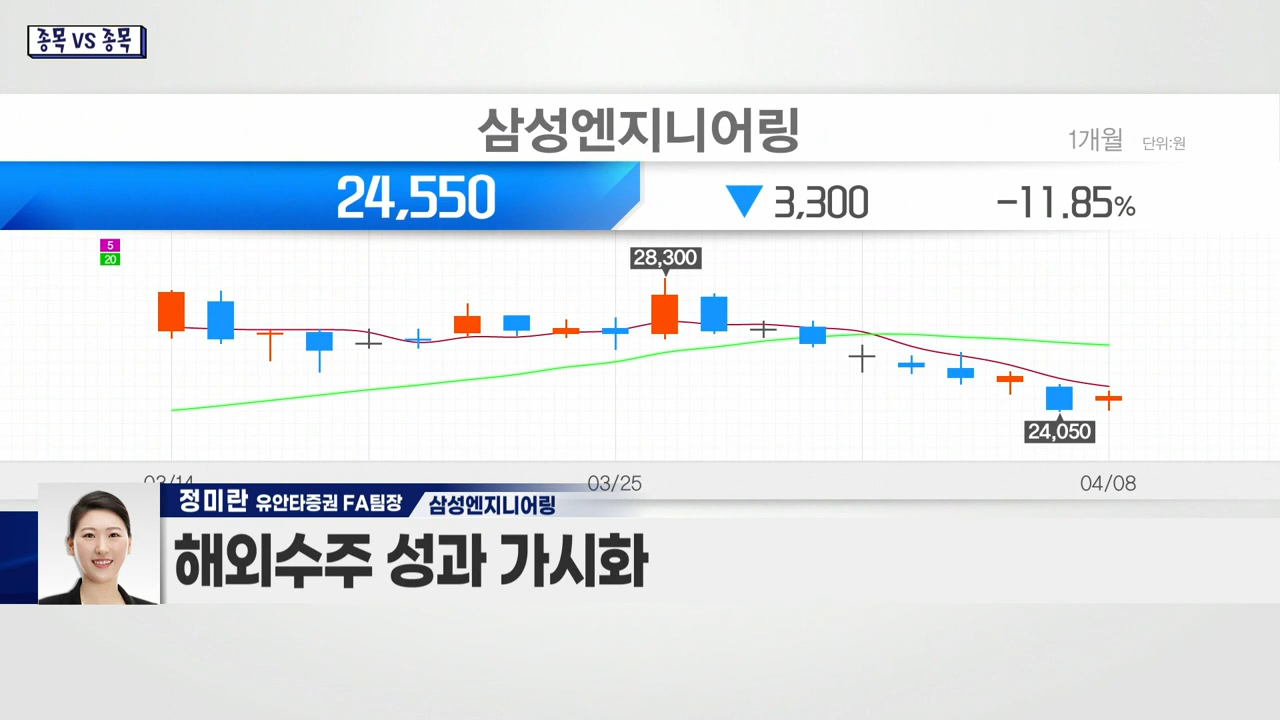 종목 VS 종목
삼성엔지니어링
1개월 단위:원
24,550 ▼ 3,300 -11.85%
5
20
28,300
24,050
03/14 03/25 04/08
정미란 유안타증권 FA팀장 삼성엔지니어링
해외수주 성과 가시화